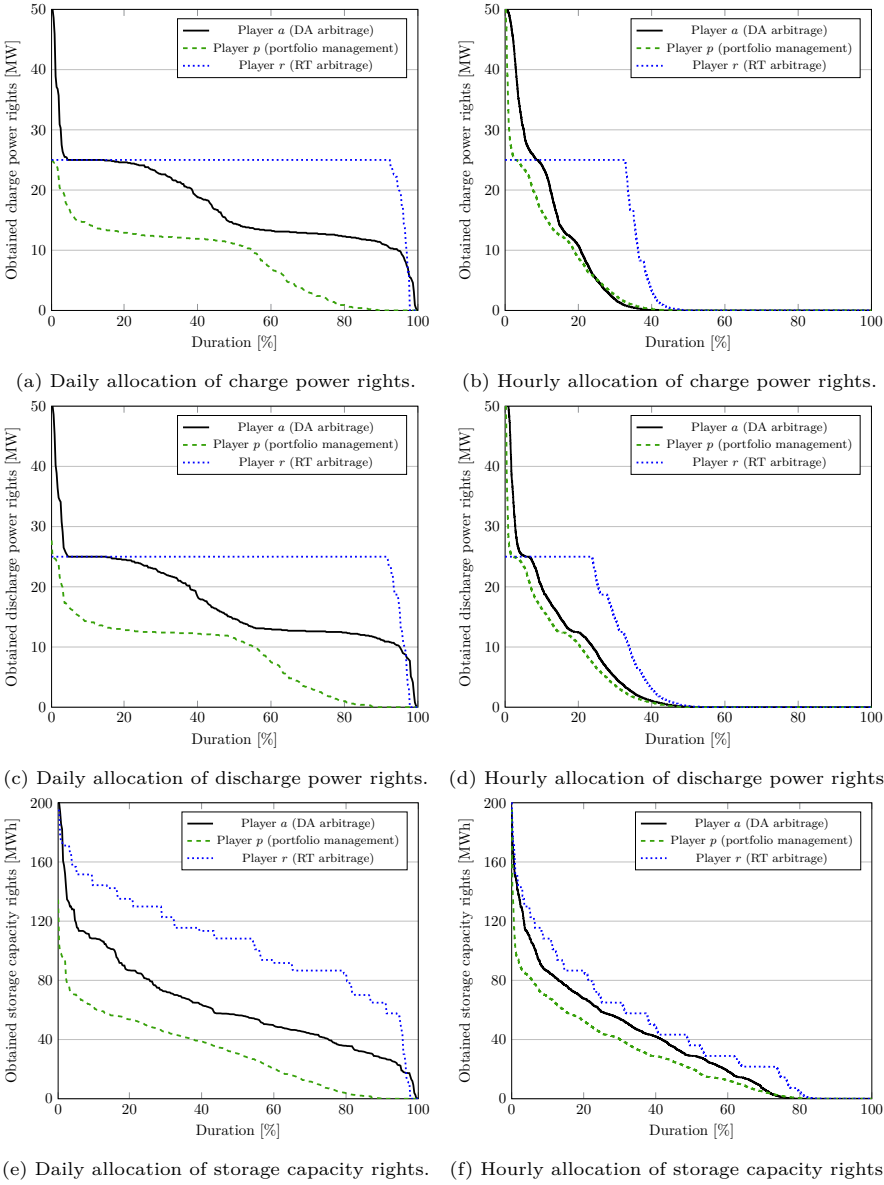 50
40
30
20
10
0
0 20 40 60 80 100
Obtained charge power rights [MW]
Duration [%]
Player a (DA arbitrage)
Player p (portfolio management)
Player r (RT arbitrage)
(a) Daily allocation of charge power rights.
50
40
30
20
10
0
0 20 40 60 80 100
Obtained charge power rights [MW]
Duration [%]
Player a (DA arbitrage)
Player p (portfolio management)
Player r (RT arbitrage)
(b) Hourly allocation of charge power rights.
50
40
30
20
10
0
0 20 40 60 80 100
Obtained discharge power rights [MW]
Duration [%]
Player a (DA arbitrage)
Player p (portfolio management)
Player r (RT arbitrage)
(c) Daily allocation of discharge power rights.
50
40
30
20
10
0
0 20 40 60 80 100
Obtained discharge power rights [MW]
Duration [%]
Player a (DA arbitrage)
Player p (portfolio management)
Player r (RT arbitrage)
(d) Hourly allocation of discharge power rights
200
160
120
80
40
0
0 20 40 60 80 100
Obtained storage capacity rights [MWh]
Duration [%]
Player a (DA arbitrage)
Player p (portfolio management)
Player r (RT arbitrage)
(e) Daily allocation of storage capacity rights.
200
160
120
80
40
0
0 20 40 60 80 100
Obtained storage capacity rights [MWh]
Duration [%]
Player a (DA arbitrage)
Player p (portfolio management)
Player r (RT arbitrage)
(f) Hourly allocation of storage capacity rights